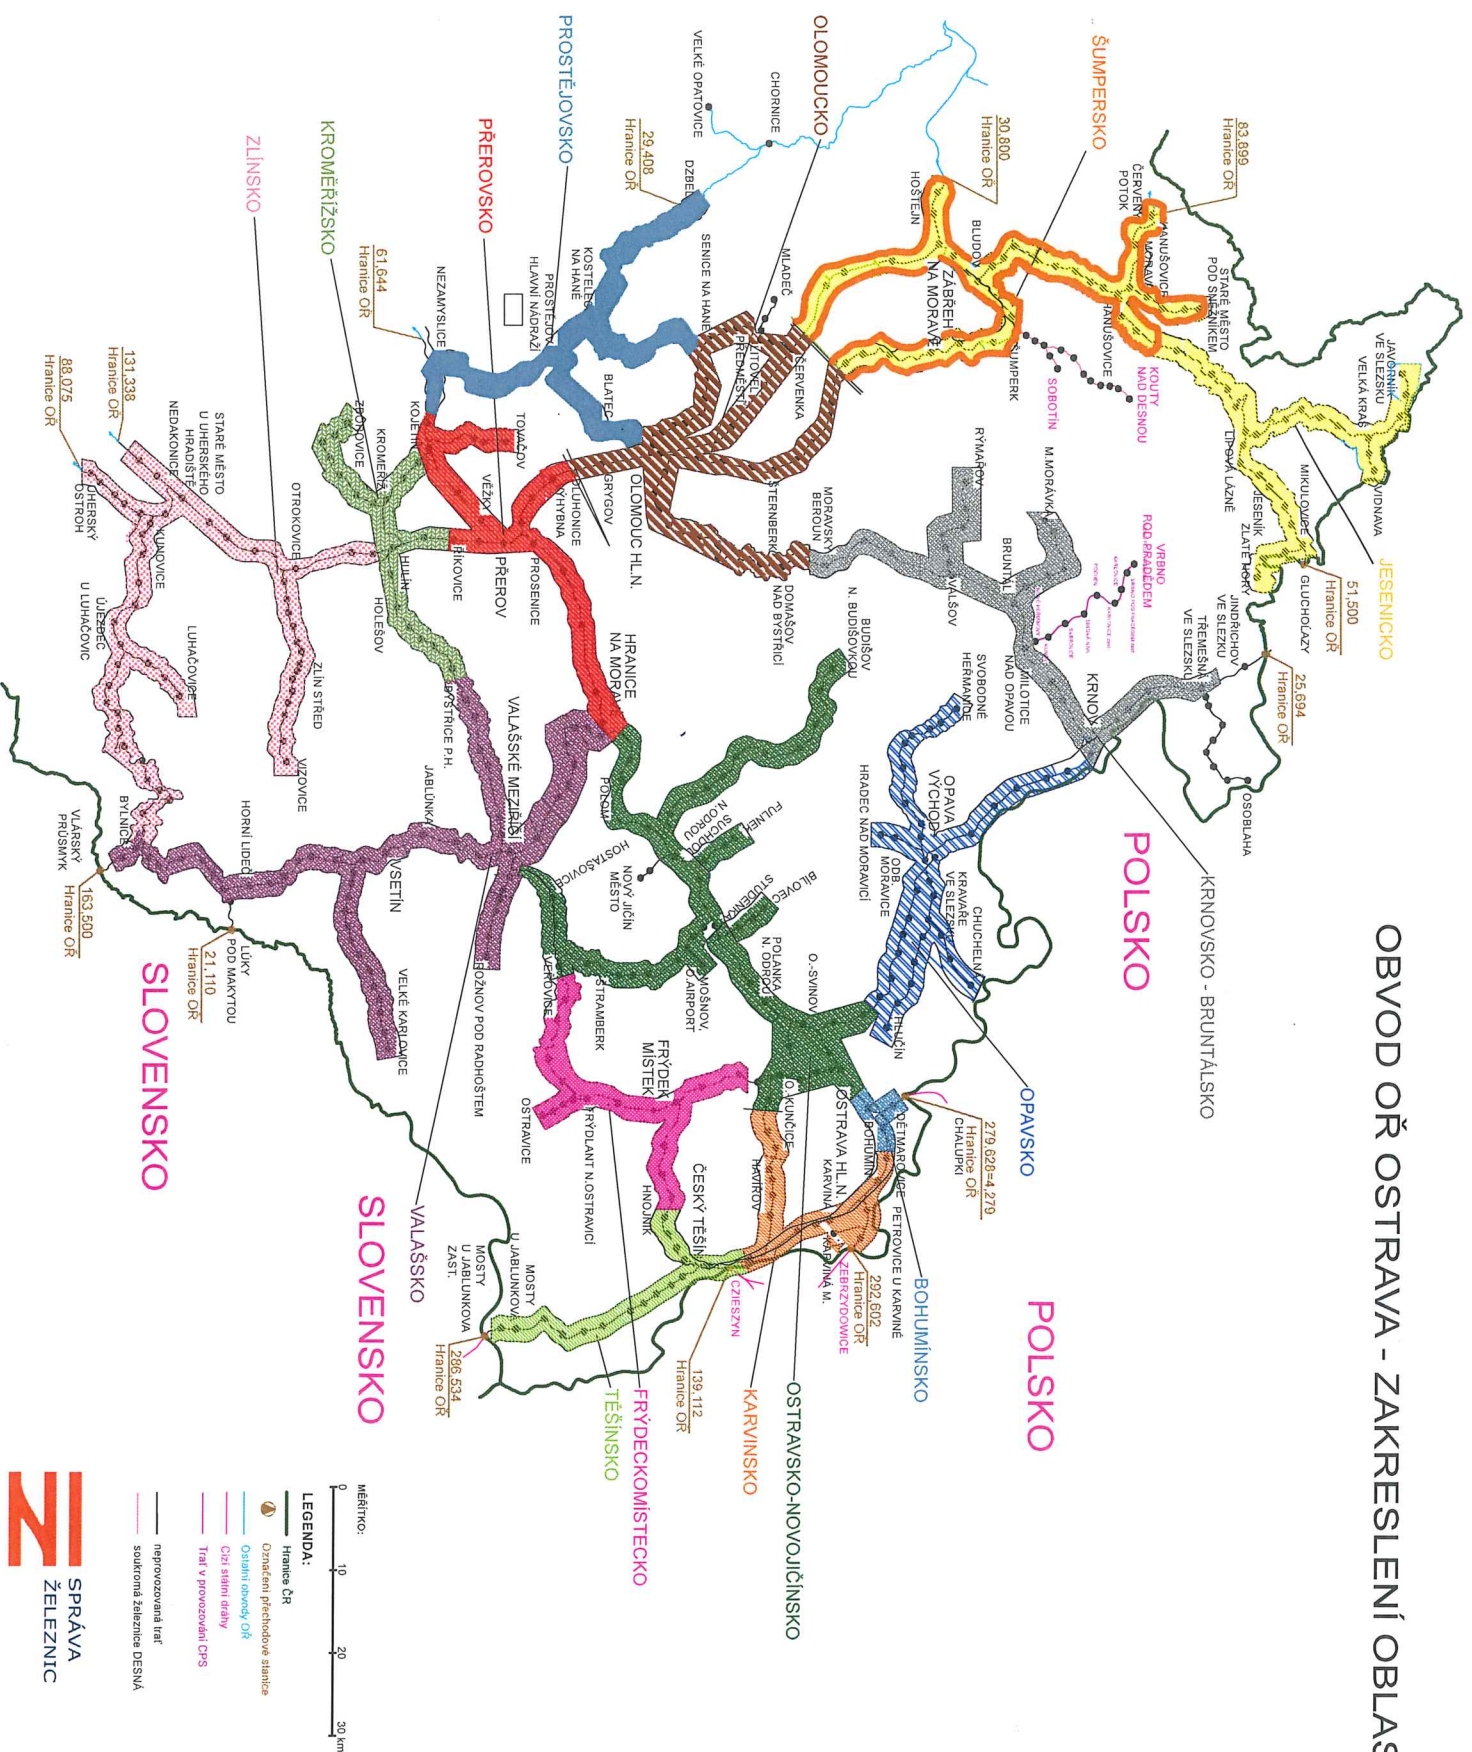 OBVOD OŘ OSTRAVA - ZAKRESLENÍ OBLAS
83,899
Hranice OŘ
ČERVENÝ
POTOK
HANUŠOVICE
STARÉ MĚSTO
POD SNĚŽNÍKEM
JAVORNÍK
VE SLEZSKU
VELKÁ KRAŠ
VIDNAVA
ŠUMPERSKO
30,800
Hranice OŘ
HOŠTEJN
BLUDOV
ZÁBŘEH
NA MORAVĚ
ŠUMPERK
HANUŠOVICE
SOBOTÍN
KOUTY
NAD DESNOU
LIPOVÁ LÁZNĚ
JESENÍK
MIKULOVICE
ZLATÉ HORY
GLUCHOŁAZY
51,500
Hranice OŘ
JESENICKO
25,694
Hranice OŘ
JINDŘICHOV
VE SLEZKU
TŘEMEŠNÁ
VE SLEZSKU
OSOBLAHA
VRBNO
POD PRADĚDEM
OLOMOUCKO
CHORNICE
VELKÉ OPATOVICE
29,408
Hranice OŘ
DZBEL
SENICE NA HANÉ
MLADEČ
LITOVEL
PŘEDMĚSTÍ
ČERVENKA
RÝMAŘOV
M.MORÁVKA
BRUNTÁL
VALŠOV
MILOTICE
NAD OPAVOU
KRNOV
MORAVSKÝ
BEROUN
ŠTERNBERK
DOMAŠOV
NAD BYSTŘICÍ
OLOMOUC HL.N.
GRYGOV
BLATEC
PROSTĚJOVSKO
KOSTELEC
NA HANÉ
PROSTĚJOV
HLAVNÍ NÁDRAŽÍ
NEZAMYSLICE
61,644
Hranice OŘ
PŘEROVSKO
TOVAČOV
KOJETÍN
VĚŽKY
DLUHONICE
VÝHYBNA
PŘEROV
PROSENICE
ŘÍKOVICE
HRANICE
NA MORAVĚ
KROMĚŘÍŽSKO
ZBOROVICE
KROMĚŘÍŽ
HULÍN
HOLEŠOV
BYSTŘICE P.H.
ZLÍNSKO
131,338
Hranice OŘ
88,075
Hranice OŘ
STARÉ MĚSTO
U UHERSKÉHO
HRADIŠTĚ
NEDAKONICE
OTROKOVICE
ZLÍN STŘED
VIZOVICE
UHERSKÝ
OSTROH
KUNOVICE
ÚJEZDEC
U LUHAČOVIC
LUHAČOVICE
BYLNICE
VLÁRSKÝ
PRŮSMYK
163,500
Hranice OŘ
HORNÍ LIDEČ
LÚKY
POD MAKYTOU
21,110
Hranice OŘ
JABLŮNKA
VSETÍN
VELKÉ KARLOVICE
VALAŠSKÉ MEZIŘÍČÍ
ROŽNOV POD RADHOŠTĚM
VALAŠSKO
BUDIŠOV
N. BUDIŠOVKOU
POLOM
SUCHDOL
N.ODROU
FULNEK
HOSTAŠOVICE
NOVÝ JIČÍN
MĚSTO
BÍLOVEC
STUDÉNKA
POLANKA
N. ODROU
O.-SVINOV
MOŠNOV,
O.AIRPORT
ŠTRAMBERK
VEŘOVICE
SVOBODNÉ
HEŘMANICE
OPAVA
VÝCHOD
HRADEC NAD MORAVICÍ
ODB.
MORAVICE
KRAVAŘE
VE SLEZSKU
CHUCHELNÁ
HLUČÍN
OPAVSKO
KRNOVSKO - BRUNTÁLSKO
POLSKO
POLSKO
SLOVENSKO
SLOVENSKO
279,628=4,279
Hranice OŘ
CHALUPKI
DĚTMAROVICE
BOHUMÍN
OSTRAVA HL.N.
O.-KUNČICE
PETROVICE U KARVINÉ
BOHUMÍNSKO
292,602
Hranice OŘ
ZEBRZYDOWICE
KARVINÁ M.
HAVÍŘOV
ČESKÝ TĚŠÍN
CZIESZYN
139,112
Hranice OŘ
FRÝDEK
MÍSTEK
FRÝDLANT N.OSTRAVICÍ
OSTRAVICE
HNOJNÍK
MOSTY
U JABLUNKOVA
MOSTY
U JABLUNKOVA
ZAST.
286,534
Hranice OŘ
OSTRAVSKO-NOVOJIČÍNSKO
KARVINSKO
FRÝDECKOMÍSTECKO
TĚŠÍNSKO
MĚŘÍTKO:
0 10 20 30 km
LEGENDA:
Hranice ČR
Označení přechodové stanice
Ostatní obvody OŘ
Cizí státní dráhy
Trať v provozování CPS
neprovozovaná trať
soukromá železnice DESNÁ
SPRÁVA
ŽELEZNIC